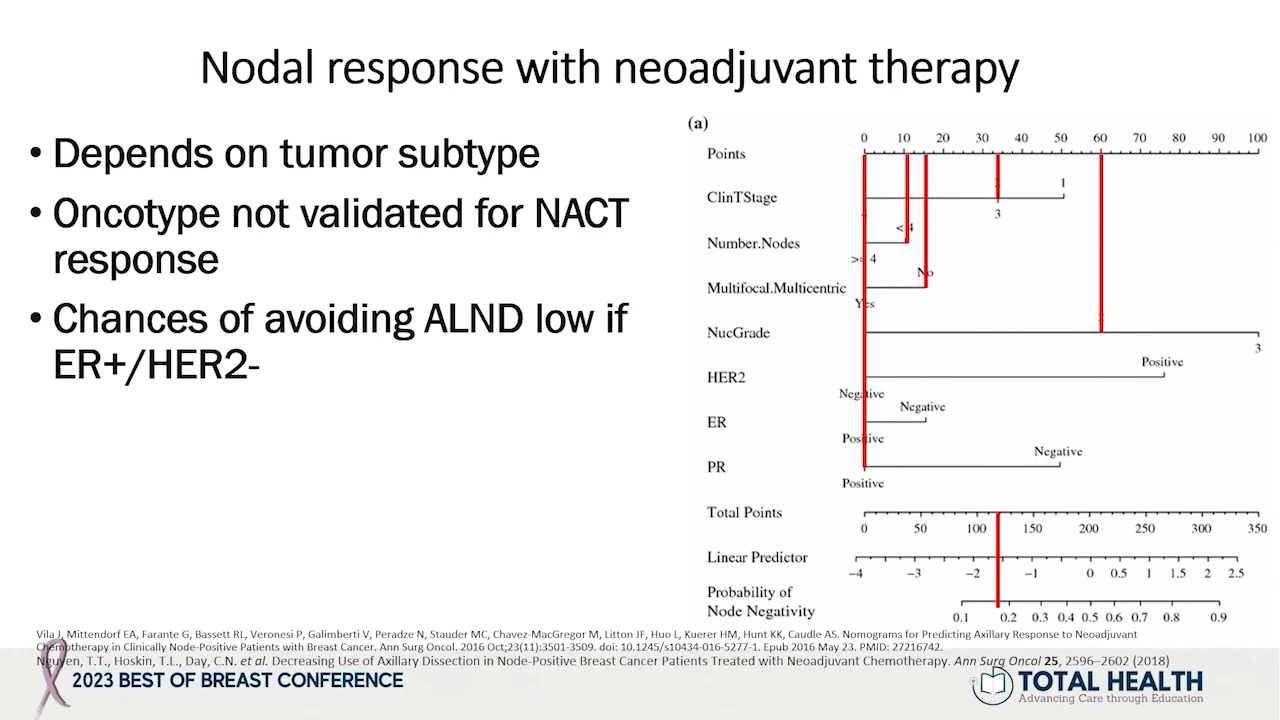 Nodal response with neoadjuvant therapy
• Depends on tumor subtype
• Oncotype not validated for NACT
response
• Chances of avoiding ALND low if
ER+/HER2-
(a)
0 10 20 30 40 50 60 70 80 90 100
Points
1
ClinTStage
3
< 4
Number.Nodes
>= 4
No
Multifocal.Multicentric
Yes
NucGrade
3
Positive
HER2
Negative
Negative
ER
Positive
Negative
PR
Positive
Total Points
0 50 100 150 200 250 300 350
Linear Predictor
−4 −3 −2 −1 0 0.5 1 1.5 2 2.5
Probability of
Node Negativity
0.1 0.2 0.3 0.4 0.5 0.6 0.7 0.8 0.9
Vila J, Mittendorf EA, Farante G, Bassett RL, Veronesi P, Galimberti V, Peradze N, Stauder MC, Chavez-MacGregor M, Litton JF, Huo L, Kuerer HM, Hunt KK, Caudle AS. Nomograms for Predicting Axillary Response to Neoadjuvant
Chemotherapy in Clinically Node-Positive Patients with Breast Cancer. Ann Surg Oncol. 2016 Oct;23(11):3501-3509. doi: 10.1245/s10434-016-5277-1. Epub 2016 May 23. PMID: 27216742.
Nguyen, T.T., Hoskin, T.L., Day, C.N. et al. Decreasing Use of Axillary Dissection in Node-Positive Breast Cancer Patients Treated with Neoadjuvant Chemotherapy. Ann Surg Oncol 25, 2596–2602 (2018)
2023 BEST OF BREAST CONFERENCE
TOTAL HEALTH
Advancing Care through Education